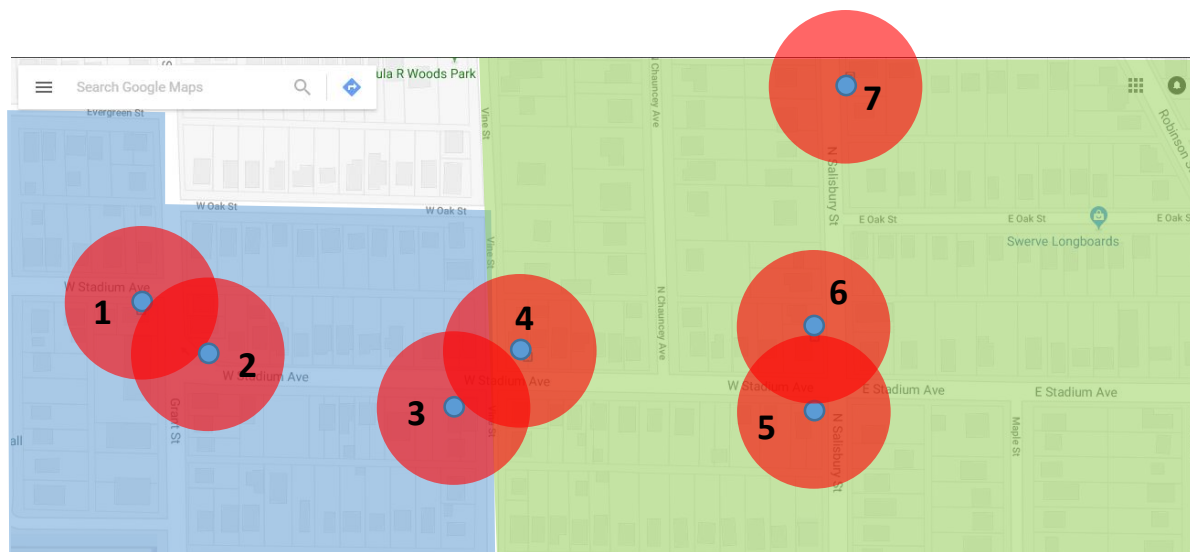 S
Search Google Maps
ula R Woods Park
Evergreen St
Vine St
N Chauncey Ave
7
Robinson S
N Salisbury St
W Oak St
W Oak St
E Oak St
E Oak St
E Oak S
Swerve Longboards
Vine St
W Stadium Ave
1
N Chauncey Ave
4
6
2
W Stadium Ave
W Stadium Ave
W Stadium Ave
E Stadium Ave
E Stadium Ave
3
5
Grant St
N Salisbury St
Maple St
all